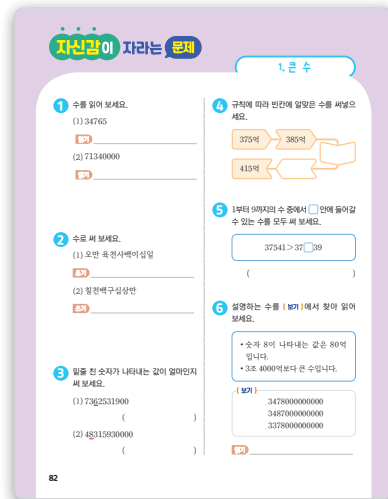 자신감이 자라는 문제
1. 큰 수
1 수를 읽어 보세요.
(1) 34765
읽기
(2) 71340000
읽기
2 수로 써 보세요.
(1) 오만 육천사백이십일
쓰기
(2) 칠천백구십삼만
쓰기
3 밑줄 친 숫자가 나타내는 값이 얼마인지
써 보세요.
(1) 7362531900
( )
(2) 48315930000
( )
4 규칙에 따라 빈칸에 알맞은 수를 써넣으
세요.
375억 385억
415억
5 1부터 9까지의 수 중에서 □ 안에 들어갈
수 있는 수를 모두 써 보세요.
37541 > 37□39
( )
6 설명하는 수를 (보기)에서 찾아 읽어
보세요.
• 숫자 8이 나타내는 값은 80억
입니다.
• 3조 4000억보다 큰 수입니다.
(보기)
3478000000000
3487000000000
3378000000000
읽기
82